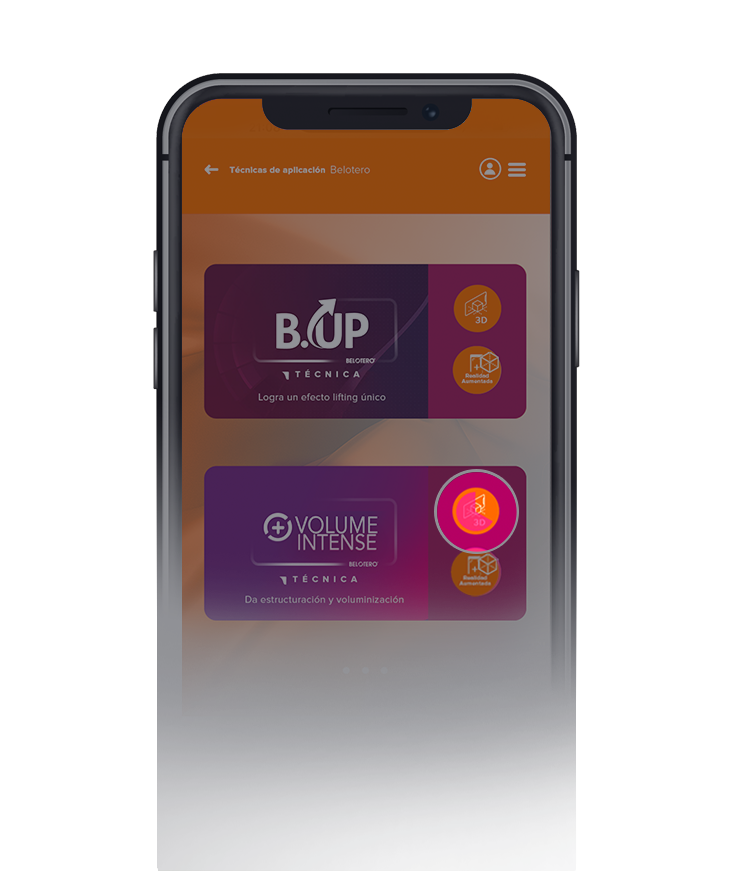 Técnicas de aplicación Belotero
B.UP
BELOTERO
TÉCNICA
Logra un efecto lifting único
3D
Realidad
Aumentada
VOLUME
INTENSE
BELOTERO
TÉCNICA
Da estructuración y voluminización
3D
Realidad
Aumentada